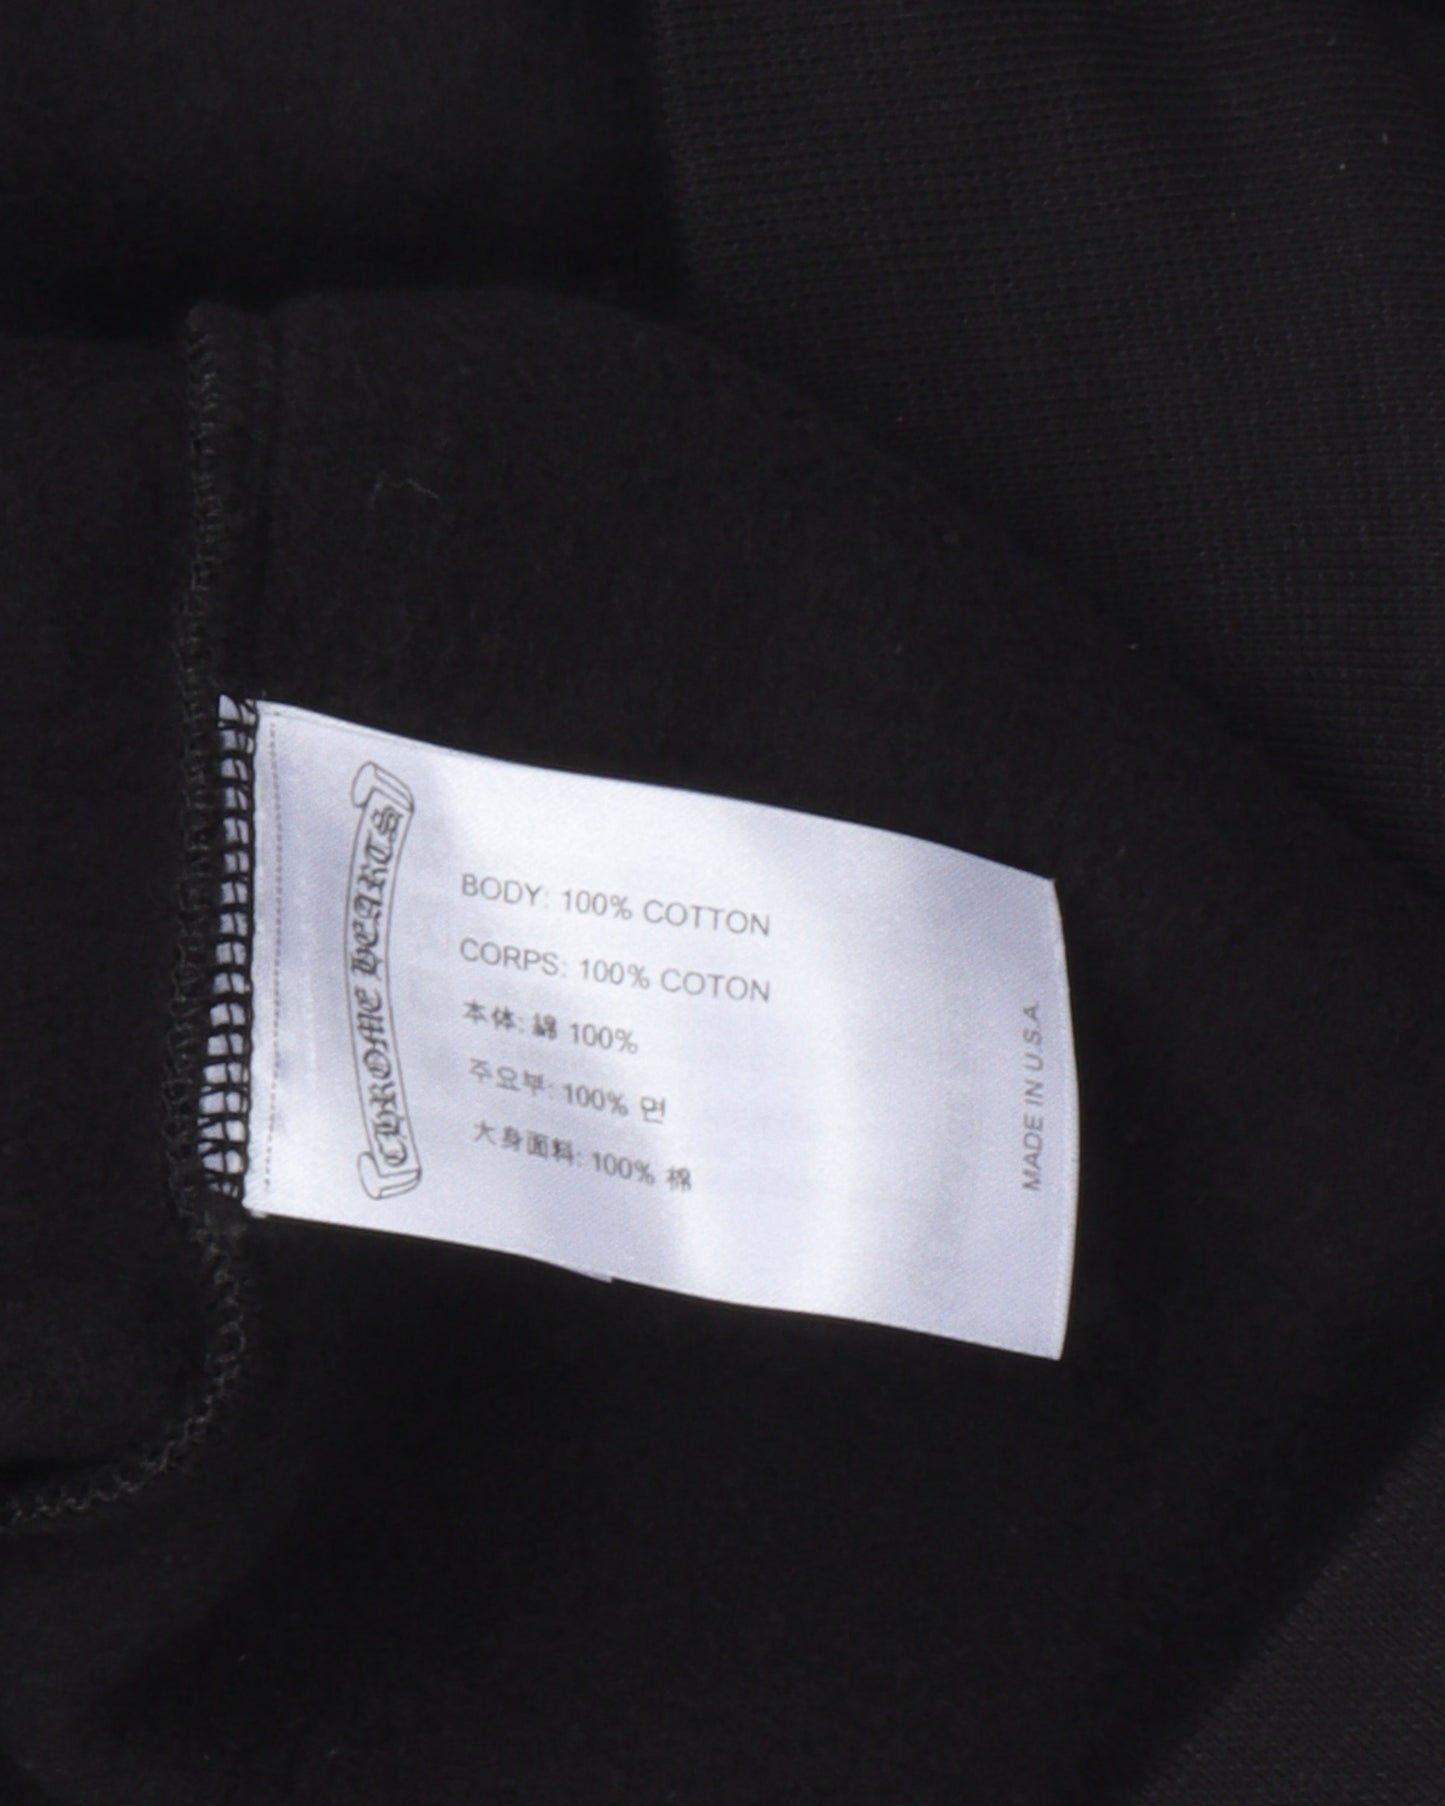 CHROME HEARTS
BODY: 100% COTTON
CORPS: 100% COTON
本体: 綿 100%
주요부: 100% 면
大身面料: 100% 棉
MADE IN U.S.A.